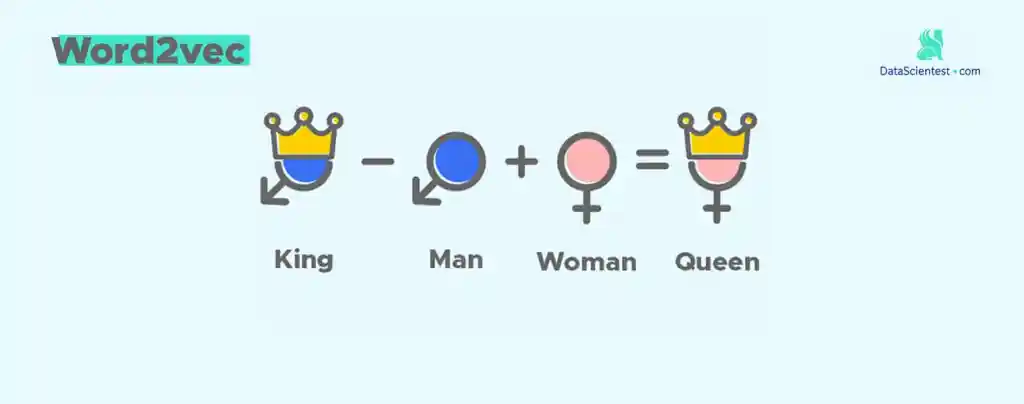 Word2vec
DataScientest•com
− + =
King Man Woman Queen